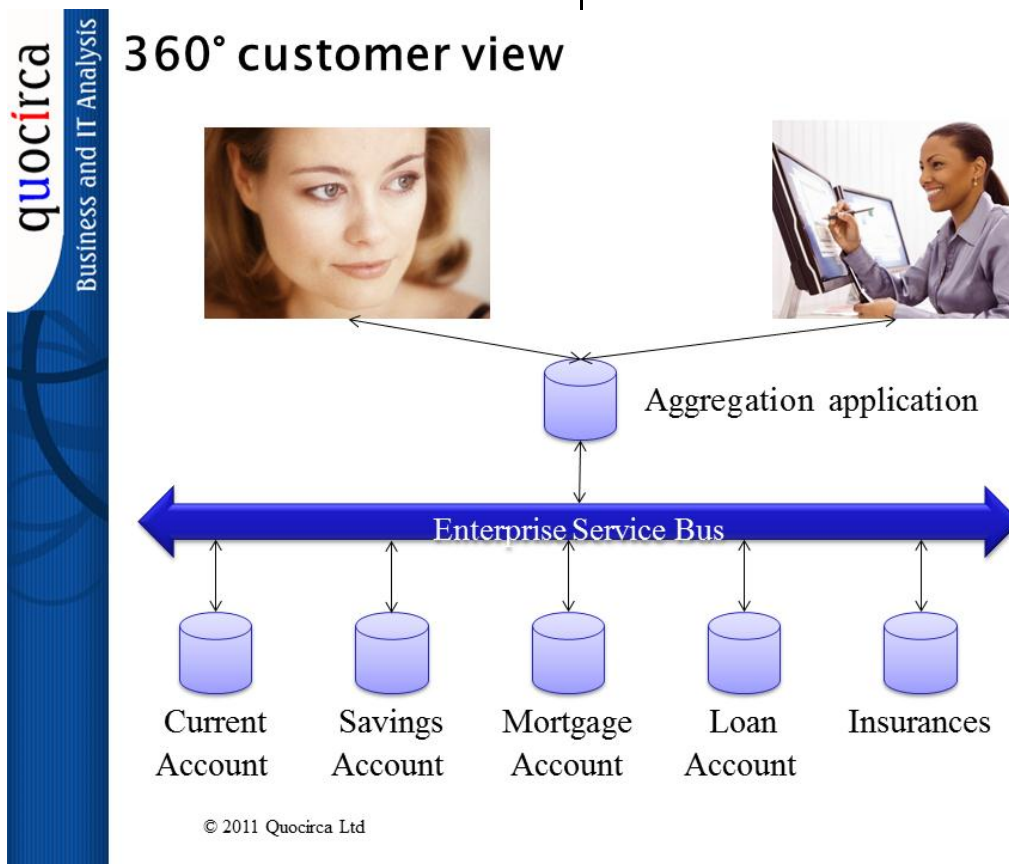 quocirca
Business and IT Analysis
360° customer view
Aggregation application
Enterprise Service Bus
Current
Account
Savings
Account
Mortgage
Account
Loan
Account
Insurances
© 2011 Quocirca Ltd